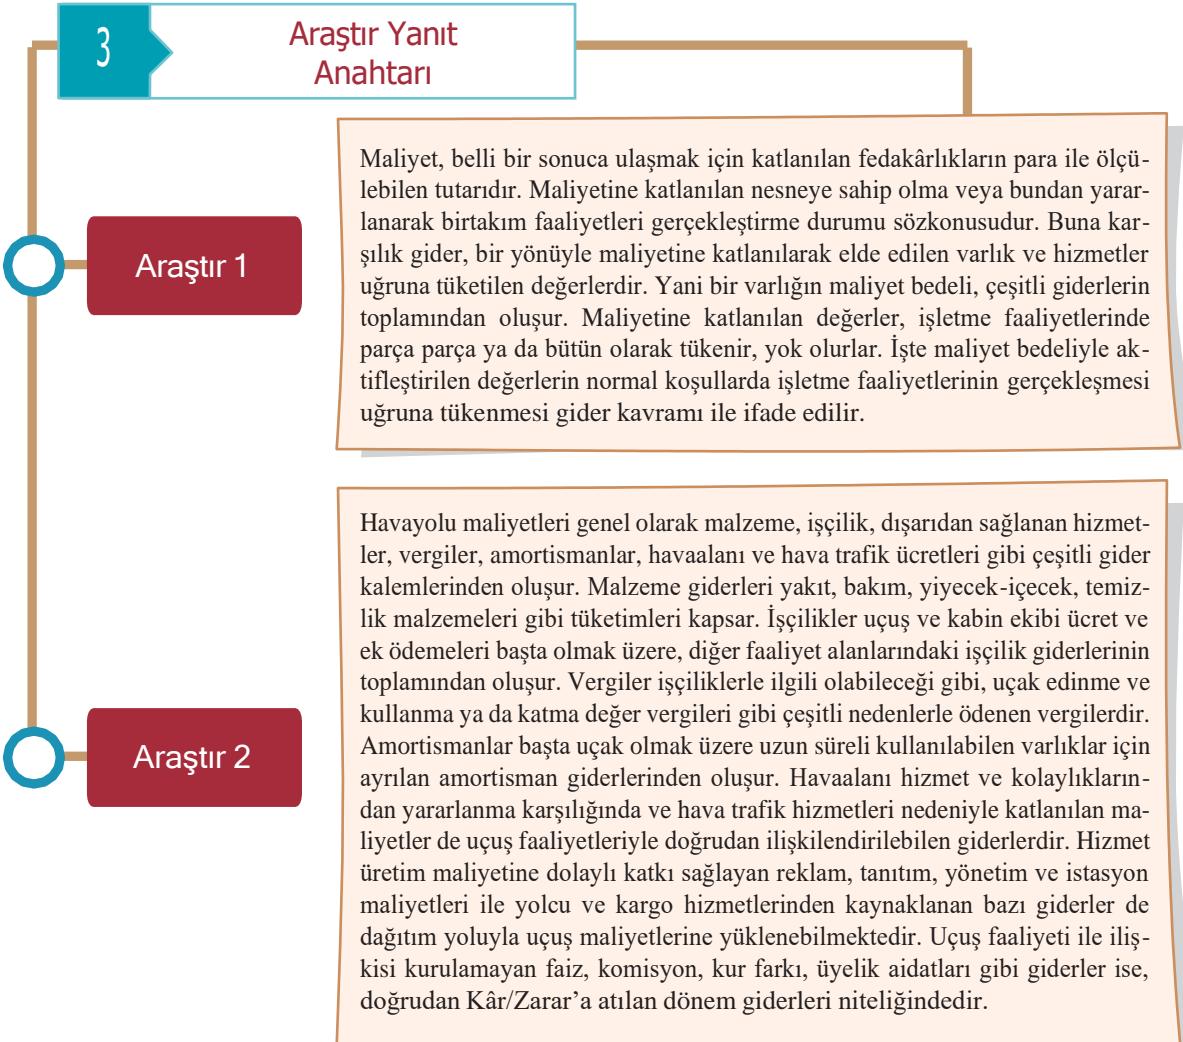 3
Araştır Yanıt
Anahtarı
Araştır 1
Maliyet, belli bir sonuca ulaşmak için katlanılan fedakârlıkların para ile ölçü-
lebilen tutarıdır. Maliyetine katlanılan nesneye sahip olma veya bundan yarar-
lanarak birtakım faaliyetleri gerçekleştirme durumu sözkonusudur. Buna kar-
şılık gider, bir yönüyle maliyetine katlanılarak elde edilen varlık ve hizmetler
uğruna tüketilen değerlerdir. Yani bir varlığın maliyet bedeli, çeşitli giderlerin
toplamından oluşur. Maliyetine katlanılan değerler, işletme faaliyetlerinde
parça parça ya da bütün olarak tükenir, yok olurlar. İşte maliyet bedeliyle ak-
tifleştirilen değerlerin normal koşullarda işletme faaliyetlerinin gerçekleşmesi
uğruna tükenmesi gider kavramı ile ifade edilir.
Araştır 2
Havayolu maliyetleri genel olarak malzeme, işçilik, dışarıdan sağlanan hizmet-
ler, vergiler, amortismanlar, havaalanı ve hava trafik ücretleri gibi çeşitli gider
kalemlerinden oluşur. Malzeme giderleri yakıt, bakım, yiyecek-içecek, temiz-
lik malzemeleri gibi tüketimleri kapsar. İşçilikler uçuş ve kabin ekibi ücret ve
ek ödemeleri başta olmak üzere, diğer faaliyet alanlarındaki işçilik giderlerinin
toplamından oluşur. Vergiler işçiliklerle ilgili olabileceği gibi, uçak edinme ve
kullanma ya da katma değer vergileri gibi çeşitli nedenlerle ödenen vergilerdir.
Amortismanlar başta uçak olmak üzere uzun süreli kullanılabilen varlıklar için
ayrılan amortisman giderlerinden oluşur. Havaalanı hizmet ve kolaylıkların-
dan yararlanma karşılığında ve hava trafik hizmetleri nedeniyle katlanılan ma-
liyetler de uçuş faaliyetleriyle doğrudan ilişkilendirilebilen giderlerdir. Hizmet
üretim maliyetine dolaylı katkı sağlayan reklam, tanıtım, yönetim ve istasyon
maliyetleri ile yolcu ve kargo hizmetlerinden kaynaklanan bazı giderler de
dağıtım yoluyla uçuş maliyetlerine yüklenebilmektedir. Uçuş faaliyeti ile iliş-
kisi kurulamayan faiz, komisyon, kur farkı, üyelik aidatları gibi giderler ise,
doğrudan Kâr/Zarar’a atılan dönem giderleri niteliğindedir.